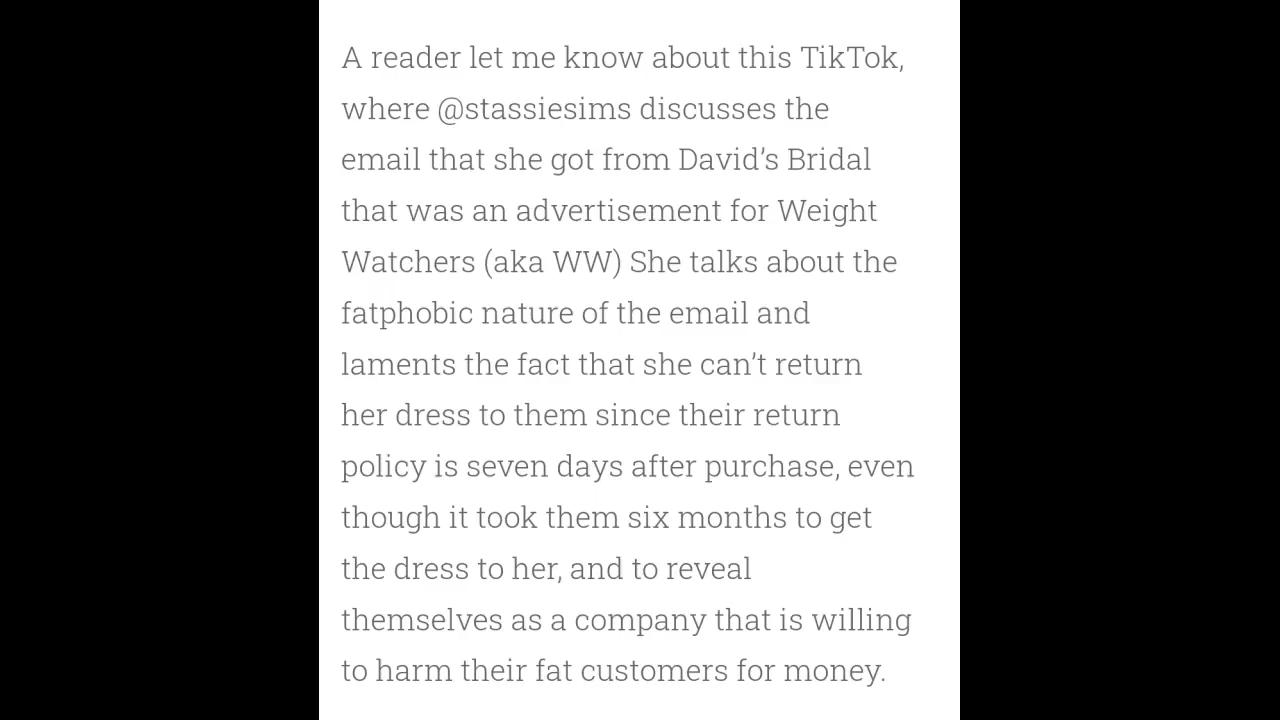 A reader let me know about this TikTok,
where @stassiesims discusses the
email that she got from David’s Bridal
that was an advertisement for Weight
Watchers (aka WW) She talks about the
fatphobic nature of the email and
laments the fact that she can’t return
her dress to them since their return
policy is seven days after purchase, even
though it took them six months to get
the dress to her, and to reveal
themselves as a company that is willing
to harm their fat customers for money.